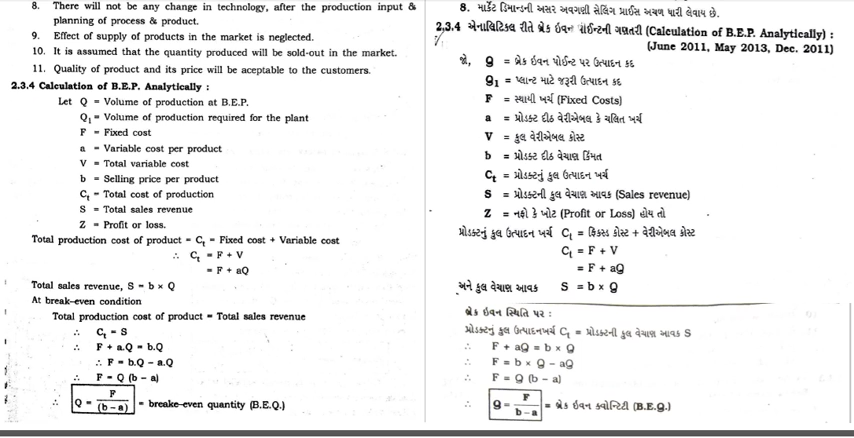 8. There will not be any change in technology, after the production input &
planning of process & product.
9. Effect of supply of products in the market is neglected.
10. It is assumed that the quantity produced will be sold-out in the market.
11. Quality of product and its price will be aceptable to the customers.
2.3.4 Calculation of B.E.P. Analytically :
Let Q = Volume of production at B.E.P.
Q₁ = Volume of production required for the plant
F = Fixed cost
a = Variable cost per product
V = Total variable cost
b = Selling price per product
Cₜ = Total cost of production
S = Total sales revenue
Z = Profit or loss.
Total production cost of product = Cₜ = Fixed cost + Variable cost
∴ Cₜ = F + V
= F + aQ
Total sales revenue, S = b × Q
At break-even condition
Total production cost of product = Total sales revenue
∴ Cₜ = S
∴ F + a.Q = b.Q
∴ F = b.Q − a.Q
∴ F = Q (b − a)
∴ Q = F / (b − a) = breake-even quantity (B.E.Q.)
8. માર્કેટ ડિમાન્ડની અસર અવગણી સેલિંગ પ્રાઈસ અચળ ધારી લેવાય છે.
2.3.4 એનાલિટિકલ રીતે બ્રેક ઇવન પોઈન્ટની ગણતરી (Calculation of B.E.P. Analytically) :
(June 2011, May 2013, Dec. 2011)
જો, Q = બ્રેક ઇવન પોઈન્ટ પર ઉત્પાદન કદ
Q₁ = પ્લાન્ટ માટે જરૂરી ઉત્પાદન કદ
F = સ્થાયી ખર્ચ (Fixed Costs)
a = પ્રોડક્ટ દીઠ વેરીએબલ કે ચલિત ખર્ચ
V = કુલ વેરીએબલ કોસ્ટ
b = પ્રોડક્ટ દીઠ વેચાણ કિંમત
Cₜ = પ્રોડક્ટનું કુલ ઉત્પાદન ખર્ચ
S = પ્રોડક્ટની કુલ વેચાણ આવક (Sales revenue)
Z = નફો કે ખોટ (Profit or Loss) હોય તો
પ્રોડક્ટનું કુલ ઉત્પાદન ખર્ચ Cₜ = ફિક્સ્ડ કોસ્ટ + વેરીએબલ કોસ્ટ
Cₜ = F + V
= F + aQ
અને કુલ વેચાણ આવક S = b × Q
બ્રેક ઇવન સ્થિતિ પર :
પ્રોડક્ટનું કુલ ઉત્પાદનખર્ચ Cₜ = પ્રોડક્ટની કુલ વેચાણ આવક S
∴ F + aQ = b × Q
∴ F = b × Q − aQ
∴ F = Q (b − a)
∴ Q = F / b − a = બ્રેક ઇવન ક્વોન્ટિટી (B.E.Q.)